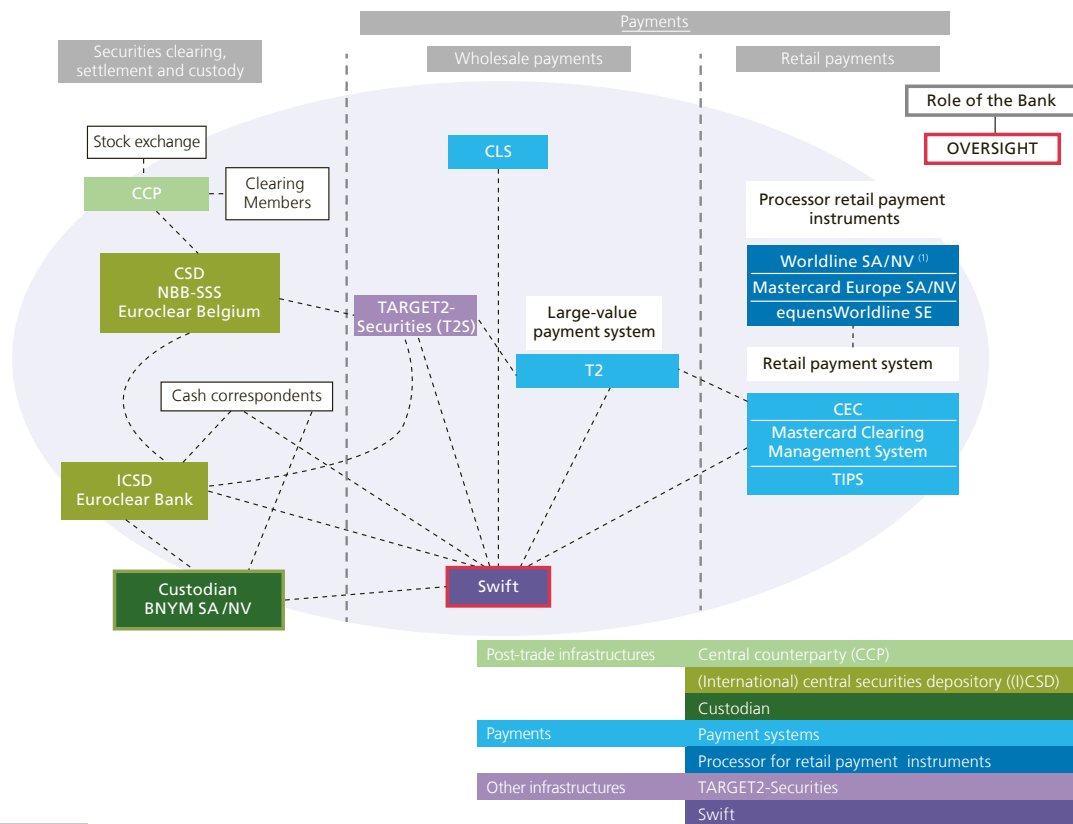 Payments
Securities clearing,
settlement and custody
Wholesale payments
Retail payments
Role of the Bank
OVERSIGHT
Stock exchange
CCP
Clearing
Members
CLS
Processor retail payment
instruments
Worldline SA/NV (1)
Mastercard Europe SA/NV
equensWorldline SE
CSD
NBB-SSS
Euroclear Belgium
TARGET2-
Securities (T2S)
Large-value
payment system
T2
Retail payment system
CEC
Mastercard Clearing
Management System
TIPS
Cash correspondents
ICSD
Euroclear Bank
Custodian
BNYM SA /NV
Swift
Post-trade infrastructures
Central counterparty (CCP)
(International) central securities depository ((I)CSD)
Custodian
Payments
Payment systems
Processor for retail payment instruments
Other infrastructures
TARGET2-Securities
Swift